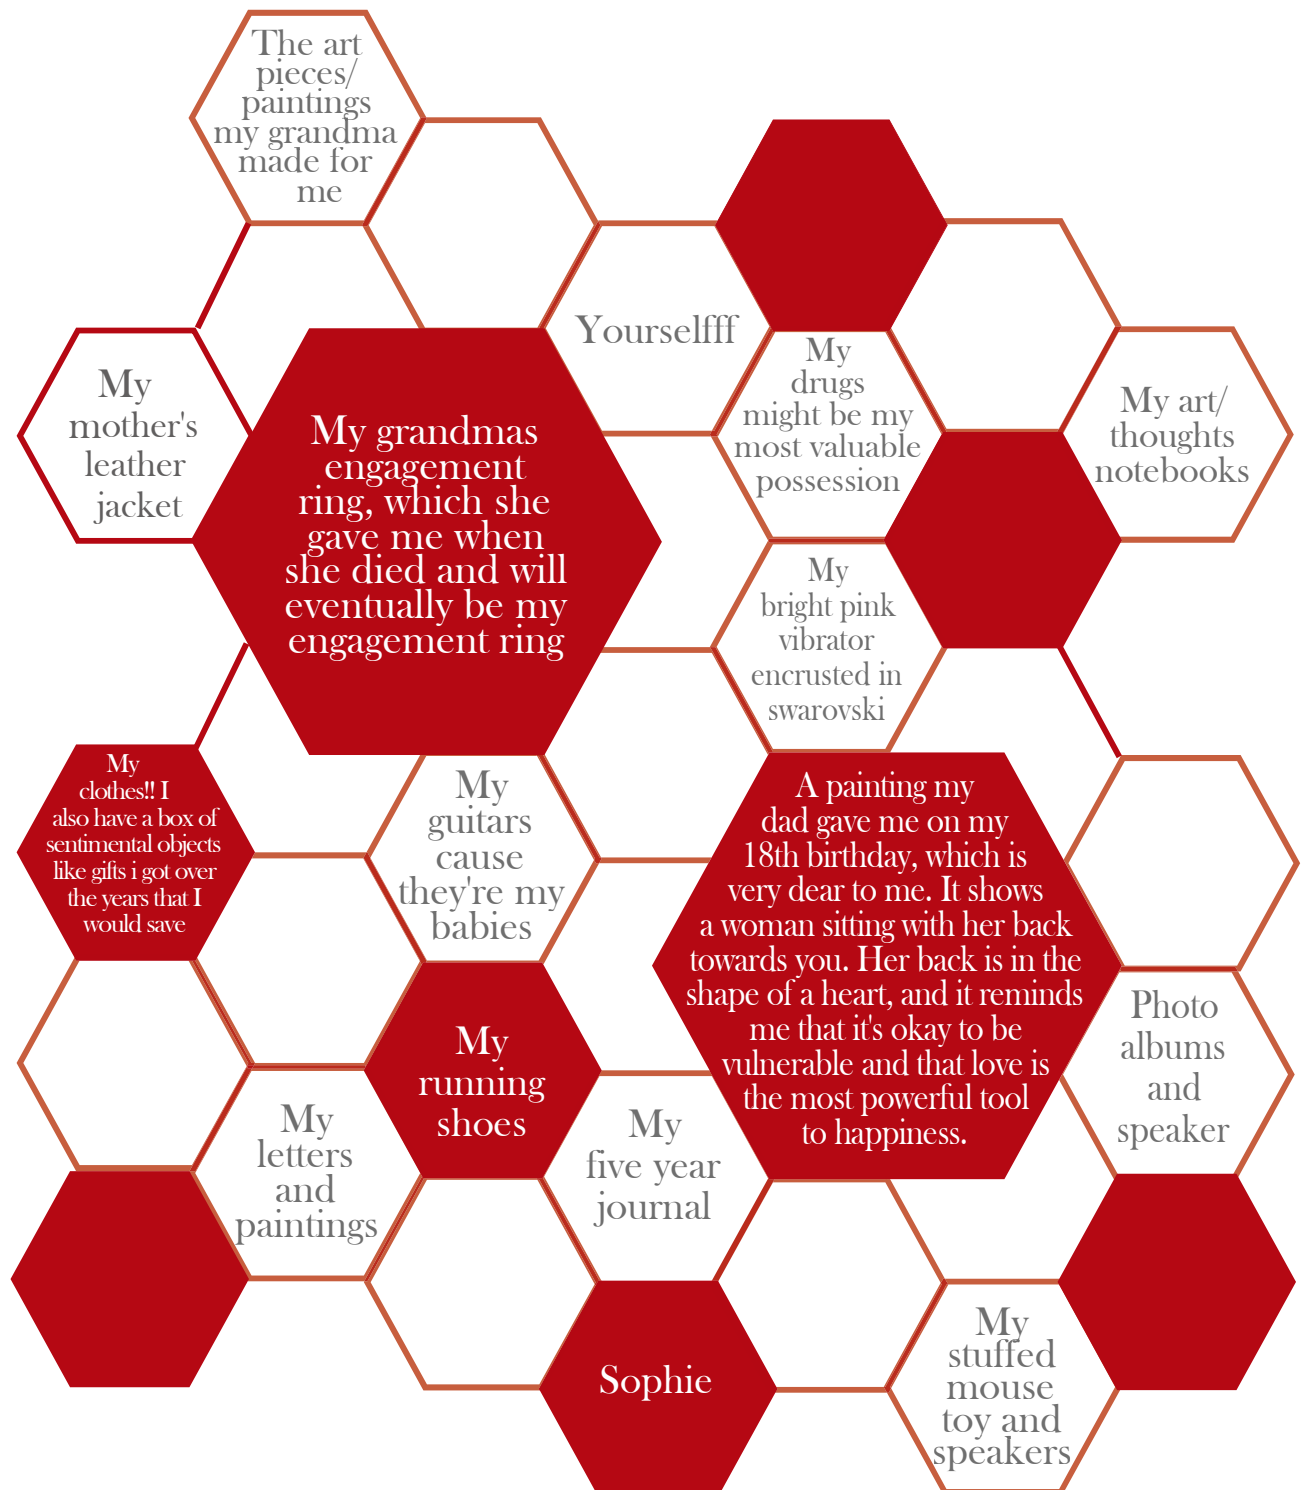 The art
pieces/
paintings
my grandma
made for
me
Yourselfff
My
drugs
might be my
most valuable
possession
My art/
thoughts
notebooks
My
mother's
leather
jacket
My grandmas
engagement
ring, which she
gave me when
she died and will
eventually be my
engagement ring
My
bright pink
vibrator
encrusted in
swarovski
My
clothes!! I
also have a box of
sentimental objects
like gifts i got over
the years that I
would save
My
guitars
cause
they're my
babies
A painting my
dad gave me on my
18th birthday, which is
very dear to me. It shows
a woman sitting with her back
towards you. Her back is in the
shape of a heart, and it reminds
me that it's okay to be
vulnerable and that love is
the most powerful tool
to happiness.
Photo
albums
and
speaker
My
running
shoes
My
letters
and
paintings
My
five year
journal
Sophie
My
stuffed
mouse
toy and
speakers